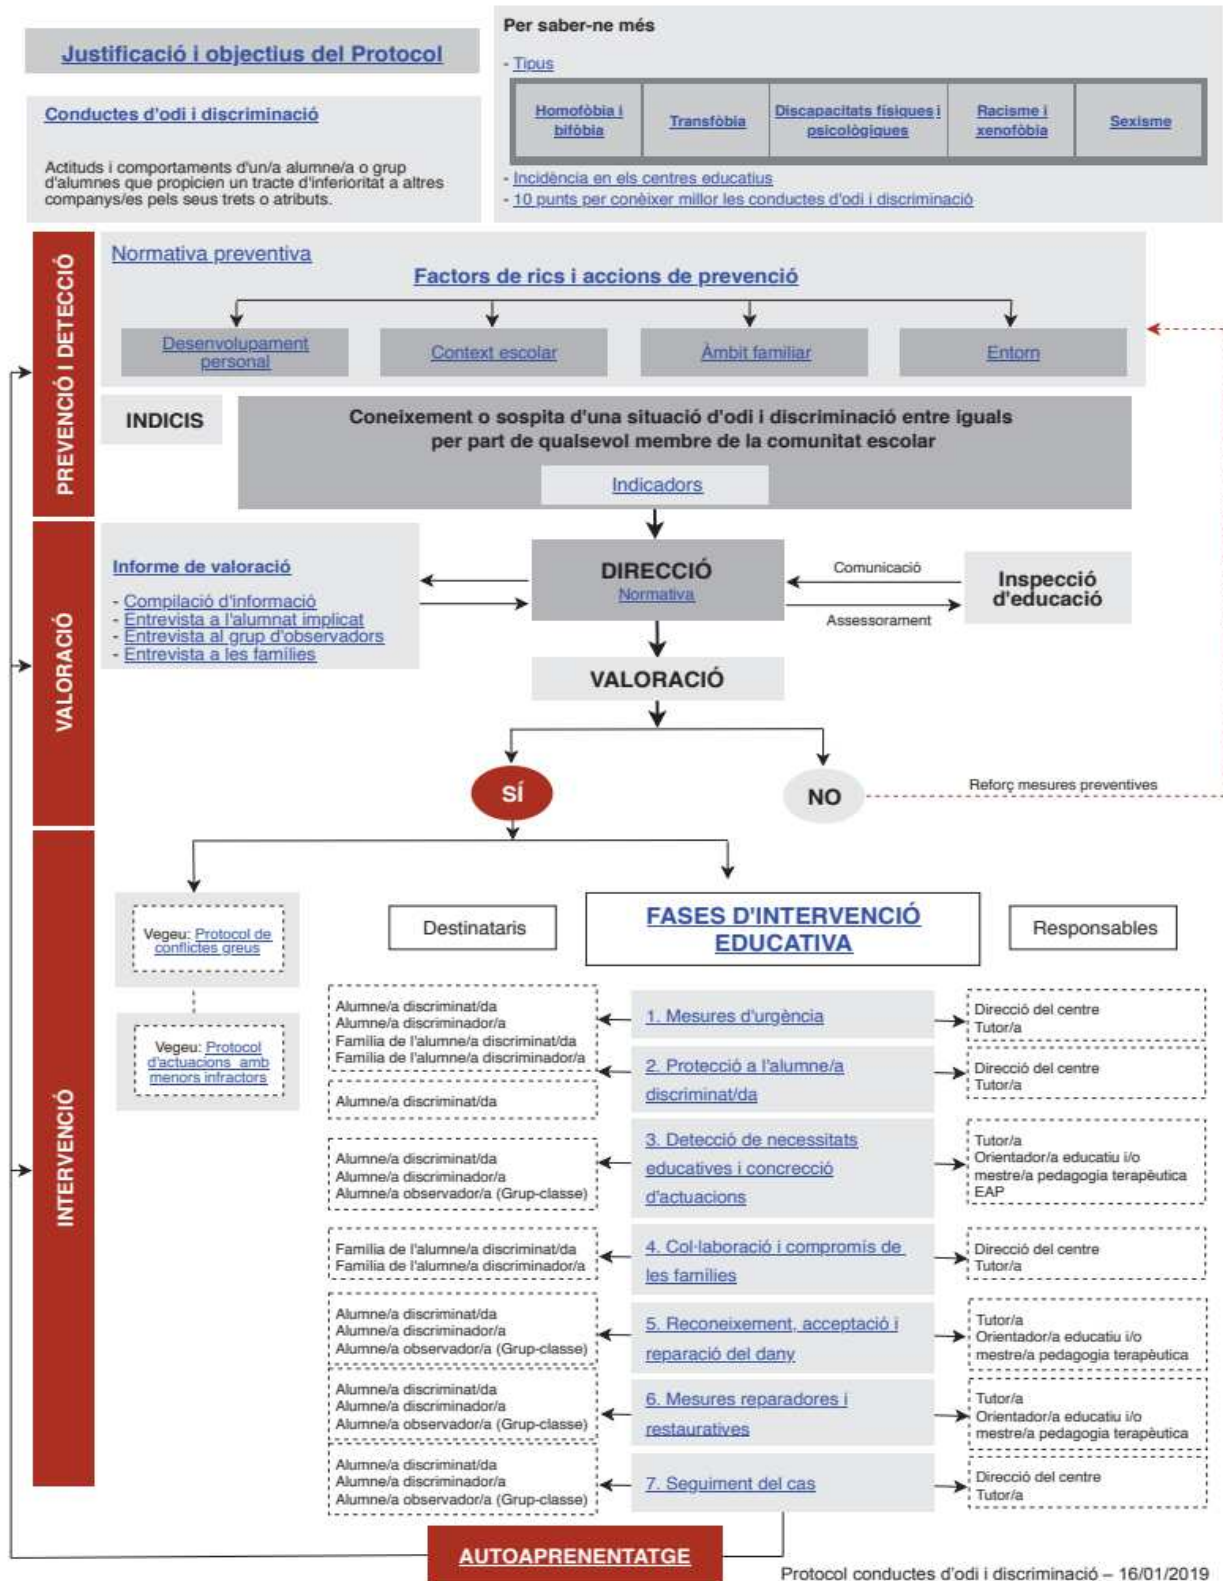 Justificació i objectius del Protocol
Conductes d'odi i discriminació
Actituds i comportaments d'un/a alumne/a o grup
d'alumnes que propicien un tracte d'inferioritat a altres
companys/es pels seus trets o atributs.
Per saber-ne més
- Tipus
Homofòbia i
bifòbia
Transfòbia
Discapacitats físiques i
psicològiques
Racisme i
xenofòbia
Sexisme
- Incidència en els centres educatius
- 10 punts per conèixer millor les conductes d'odi i discriminació
PREVENCIÓ I DETECCIÓ
Normativa preventiva
Factors de rics i accions de prevenció
Desenvolupament
personal
Context escolar
Àmbit familiar
Entorn
INDICIS
Coneixement o sospita d'una situació d'odi i discriminació entre iguals
per part de qualsevol membre de la comunitat escolar
Indicadors
VALORACIÓ
Informe de valoració
- Compilació d'informació
- Entrevista a l'alumnat implicat
- Entrevista al grup d'observadors
- Entrevista a les famílies
DIRECCIÓ
Normativa
Comunicació
Assessorament
Inspecció
d'educació
VALORACIÓ
SÍ
NO
Reforç mesures preventives
INTERVENCIÓ
Vegeu: Protocol de
conflictes greus
Vegeu: Protocol
d'actuacions amb
menors infractors
Destinataris
FASES D'INTERVENCIÓ
EDUCATIVA
Responsables
Alumne/a discriminat/da
Alumne/a discriminador/a
Família de l'alumne/a discriminat/da
Família de l'alumne/a discriminador/a
1. Mesures d'urgència
Direcció del centre
Tutor/a
Alumne/a discriminat/da
2. Protecció a l'alumne/a
discriminat/da
Direcció del centre
Tutor/a
Alumne/a discriminat/da
Alumne/a discriminador/a
Alumne/a observador/a (Grup-classe)
3. Detecció de necessitats
educatives i concrecció
d'actuacions
Tutor/a
Orientador/a educatiu i/o
mestre/a pedagogia terapèutica
EAP
Família de l'alumne/a discriminat/da
Família de l'alumne/a discriminador/a
4. Col·laboració i compromís de
les famílies
Direcció del centre
Tutor/a
Alumne/a discriminat/da
Alumne/a discriminador/a
Alumne/a observador/a (Grup-classe)
5. Reconeixement, acceptació i
reparació del dany
Tutor/a
Orientador/a educatiu i/o
mestre/a pedagogia terapèutica
Alumne/a discriminat/da
Alumne/a discriminador/a
Alumne/a observador/a (Grup-classe)
6. Mesures reparadores i
restauratives
Tutor/a
Orientador/a educatiu i/o
mestre/a pedagogia terapèutica
Alumne/a discriminat/da
Alumne/a discriminador/a
Alumne/a observador/a (Grup-classe)
7. Seguiment del cas
Direcció del centre
Tutor/a
AUTOAPRENENTATGE
Protocol conductes d'odi i discriminació – 16/01/2019